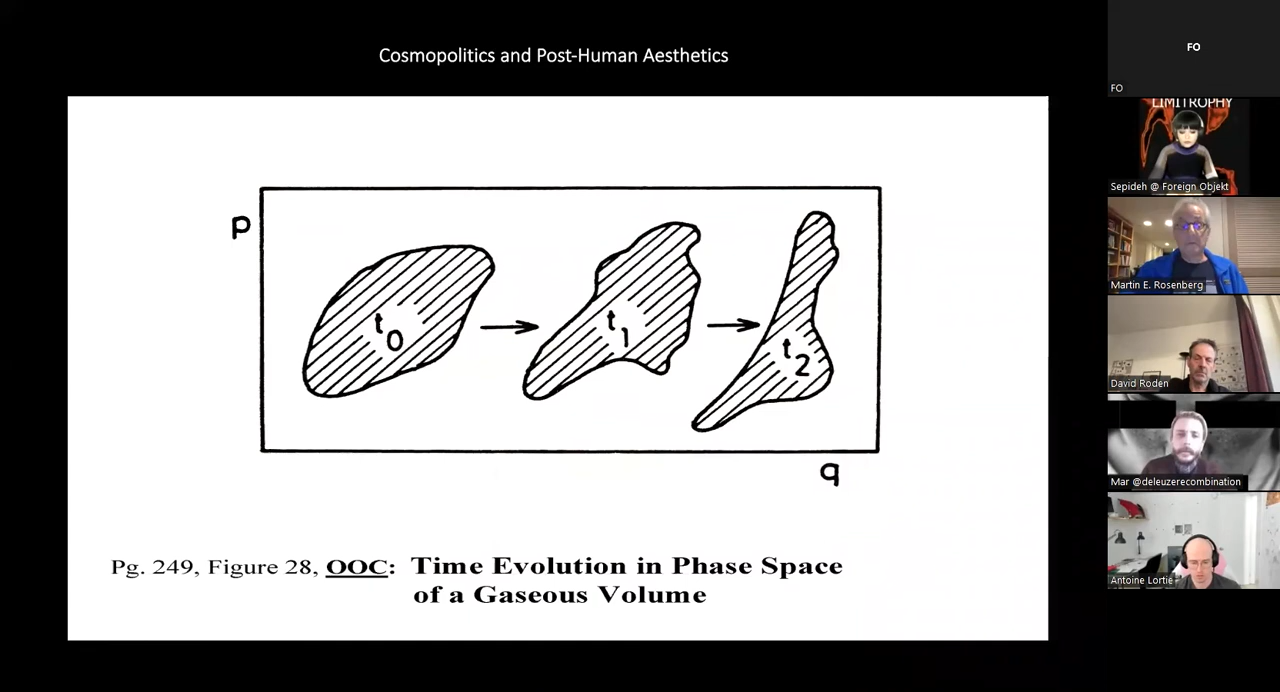 Cosmopolitics and Post-Human Aesthetics
p
t0
t1
t2
q
Pg. 249, Figure 28, OOC: Time Evolution in Phase Space
of a Gaseous Volume
FO
FO
LIMITROPHY
Sepideh @ Foreign Objekt
Martin E. Rosenberg
David Roden
Mar @deleuzerecombination
Antoine Lortie